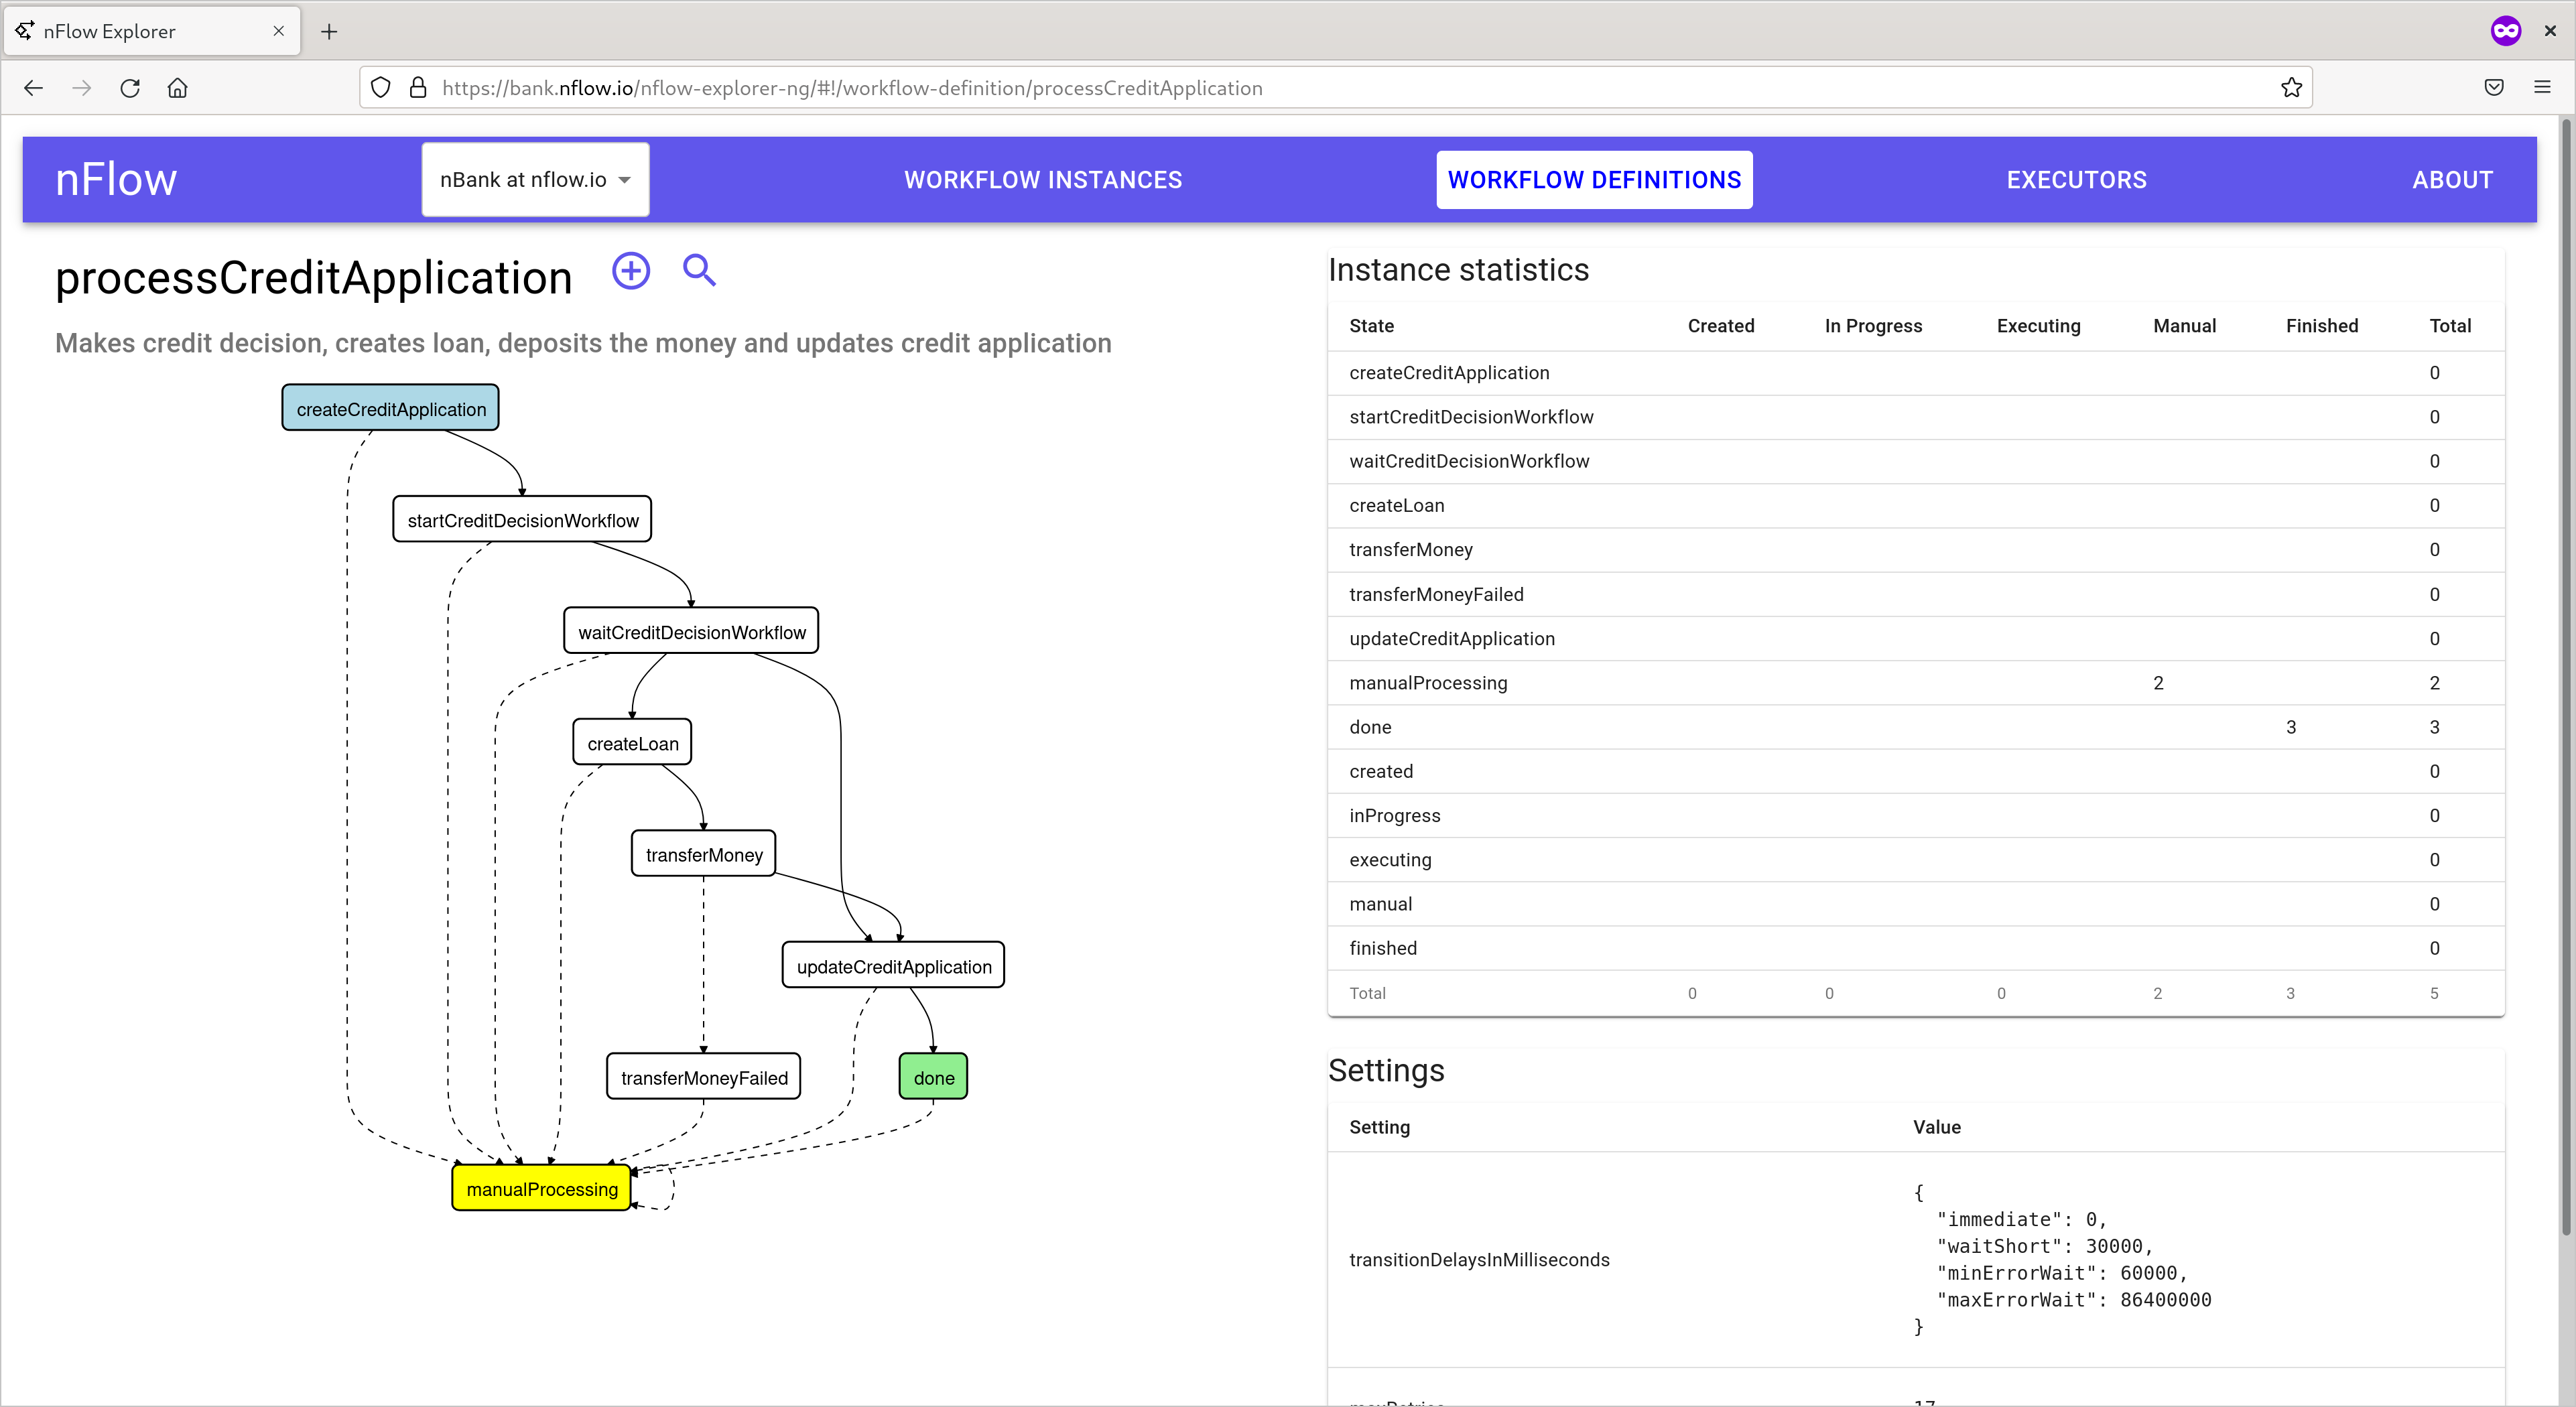 nFlow Explorer
https://bank.nflow.io/nflow-explorer-ng/#!/workflow-definition/processCreditApplication
nFlow
nBank at nflow.io
WORKFLOW INSTANCES
WORKFLOW DEFINITIONS
EXECUTORS
ABOUT
processCreditApplication
Makes credit decision, creates loan, deposits the money and updates credit application
createCreditApplication
startCreditDecisionWorkflow
waitCreditDecisionWorkflow
createLoan
transferMoney
updateCreditApplication
transferMoneyFailed
done
manualProcessing
Instance statistics
State Created In Progress Executing Manual Finished Total
createCreditApplication 0
startCreditDecisionWorkflow 0
waitCreditDecisionWorkflow 0
createLoan 0
transferMoney 0
transferMoneyFailed 0
updateCreditApplication 0
manualProcessing 2 2
done 3 3
created 0
inProgress 0
executing 0
manual 0
finished 0
Total 0 0 0 2 3 5
Settings
Setting Value
transitionDelaysInMilliseconds
{
"immediate": 0,
"waitShort": 30000,
"minErrorWait": 60000,
"maxErrorWait": 86400000
}